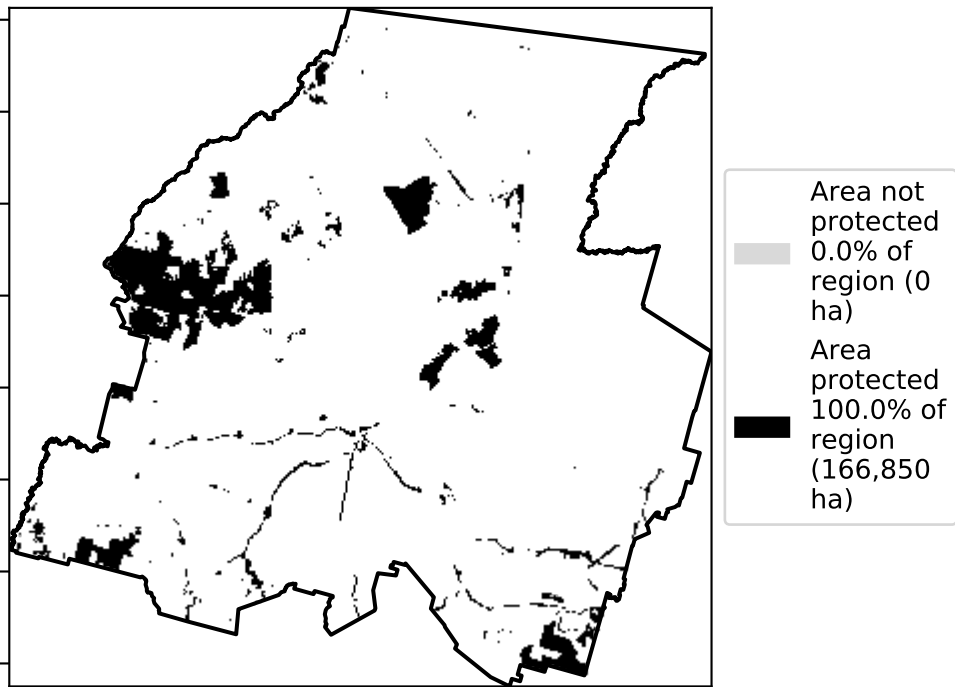 Area not
protected
0.0% of
region (0
ha)
Area
protected
100.0% of
region
(166,850
ha)